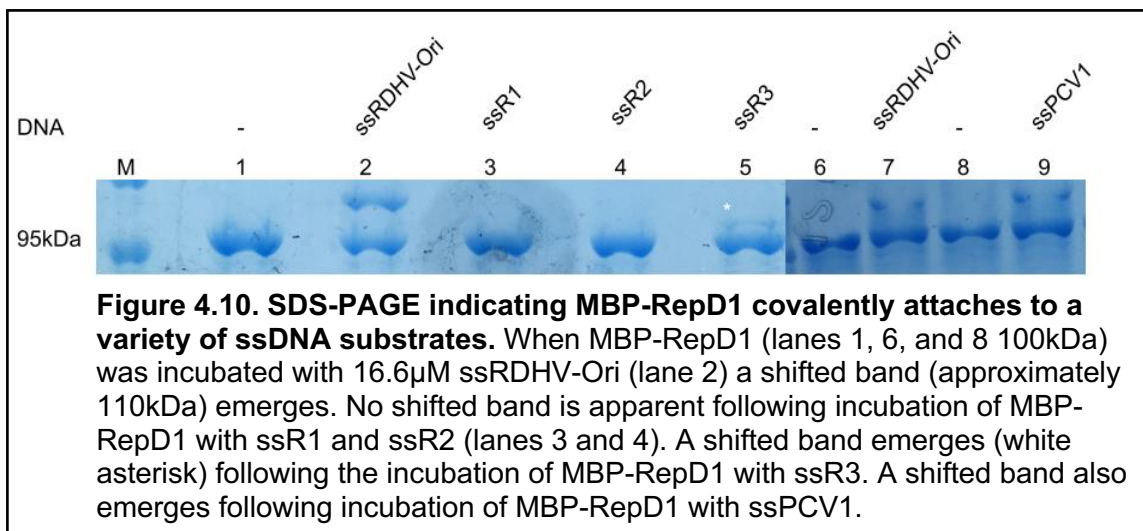 DNA - ssRDHV-Ori ssR1 ssR2 ssR3 - ssRDHV-Ori - ssPCV1
M 1 2 3 4 5 6 7 8 9
95kDa *
Figure 4.10. SDS-PAGE indicating MBP-RepD1 covalently attaches to a
variety of ssDNA substrates. When MBP-RepD1 (lanes 1, 6, and 8 100kDa)
was incubated with 16.6µM ssRDHV-Ori (lane 2) a shifted band (approximately
110kDa) emerges. No shifted band is apparent following incubation of MBP-
RepD1 with ssR1 and ssR2 (lanes 3 and 4). A shifted band emerges (white
asterisk) following the incubation of MBP-RepD1 with ssR3. A shifted band also
emerges following incubation of MBP-RepD1 with ssPCV1.